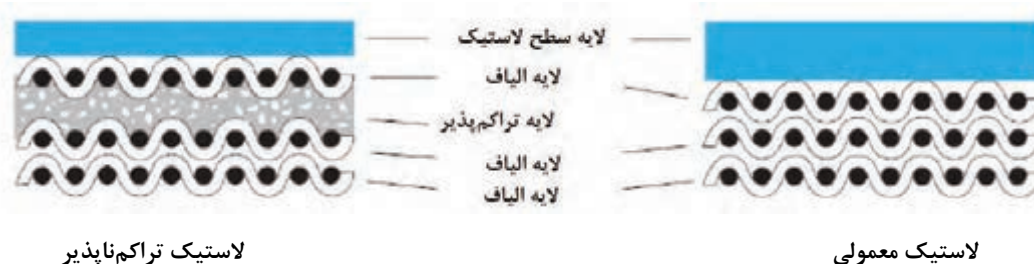 لایه سطح لاستیک
لایه الیاف
لایه تراکم‌پذیر
لایه الیاف
لایه الیاف
لاستیک معمولی
لاستیک تراکم‌ناپذیر